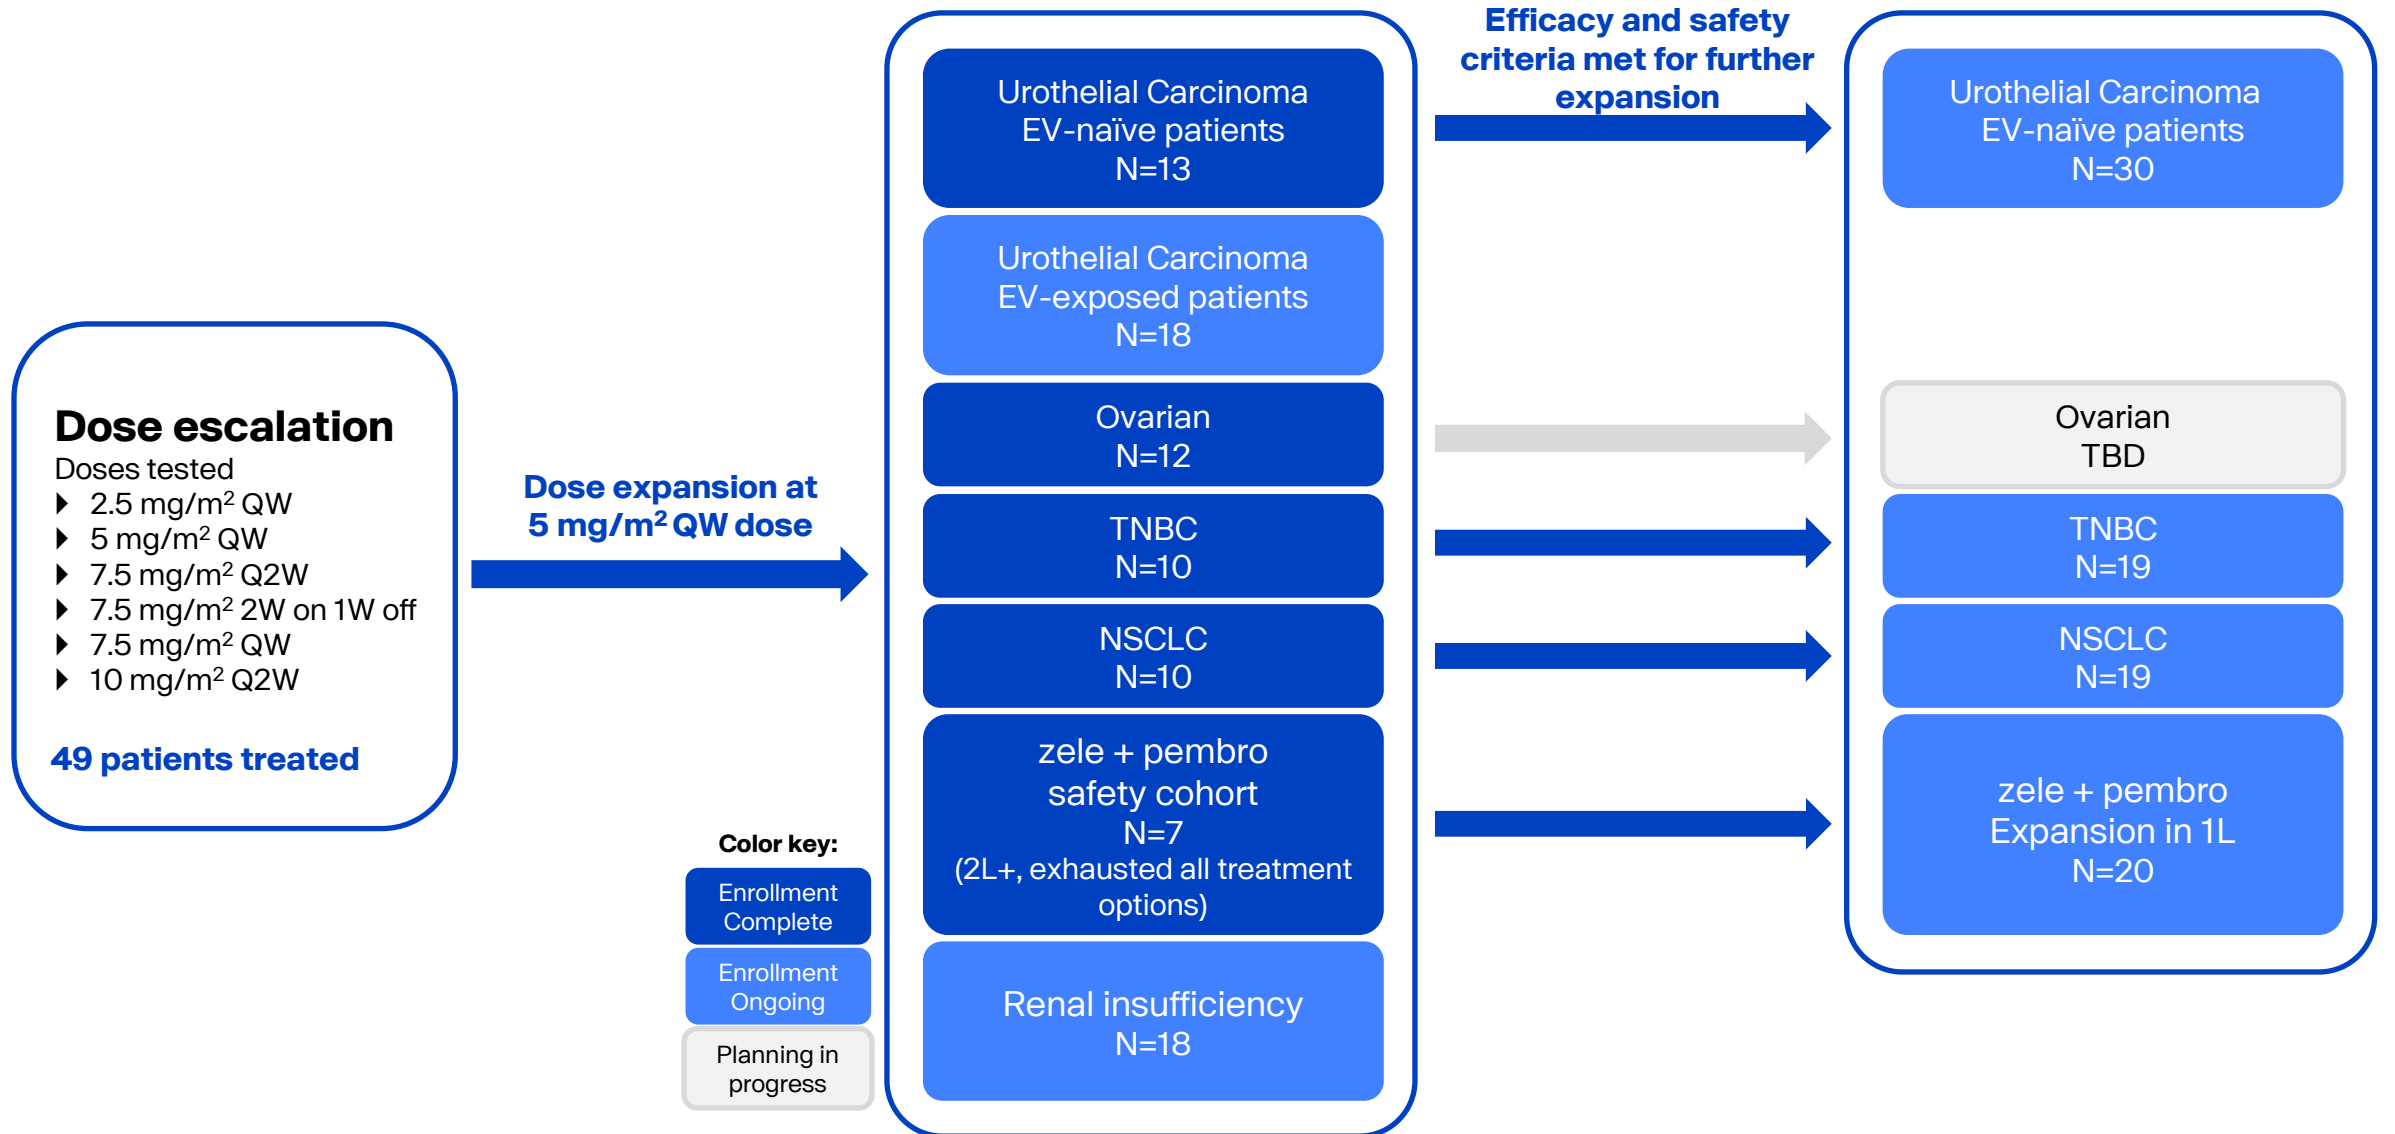 Dose escalation
Doses tested
2.5 mg/m² QW
5 mg/m² QW
7.5 mg/m² Q2W
7.5 mg/m² 2W on 1W off
7.5 mg/m² QW
10 mg/m² Q2W
49 patients treated
Dose expansion at
5 mg/m² QW dose
Color key:
Enrollment
Complete
Enrollment
Ongoing
Planning in
progress
Urothelial Carcinoma
EV-naïve patients
N=13
Urothelial Carcinoma
EV-exposed patients
N=18
Ovarian
N=12
TNBC
N=10
NSCLC
N=10
zele + pembro
safety cohort
N=7
(2L+, exhausted all treatment
options)
Renal insufficiency
N=18
Efficacy and safety
criteria met for further
expansion
Urothelial Carcinoma
EV-naïve patients
N=30
Ovarian
TBD
TNBC
N=19
NSCLC
N=19
zele + pembro
Expansion in 1L
N=20